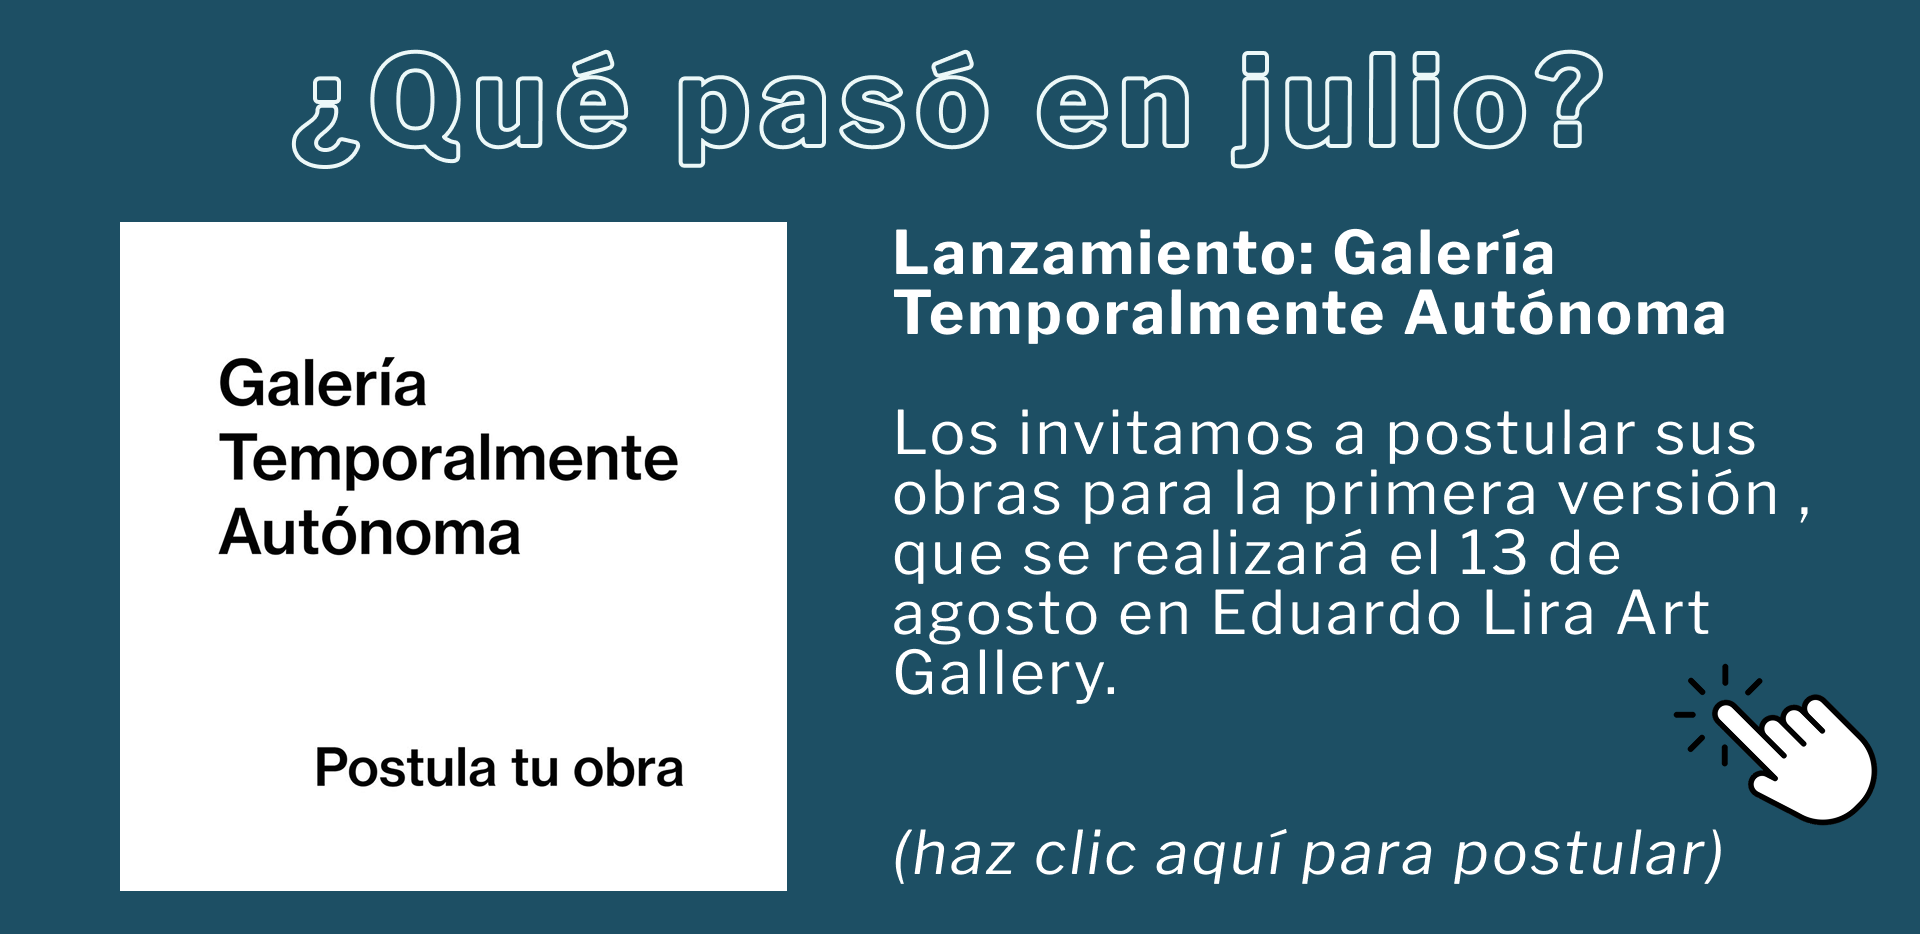 ¿Qué pasó en julio?
Galería
Temporalmente
Autónoma
Postula tu obra
Lanzamiento: Galería
Temporalmente Autónoma
Los invitamos a postular sus
obras para la primera versión ,
que se realizará el 13 de
agosto en Eduardo Lira Art
Gallery.
(haz clic aquí para postular)